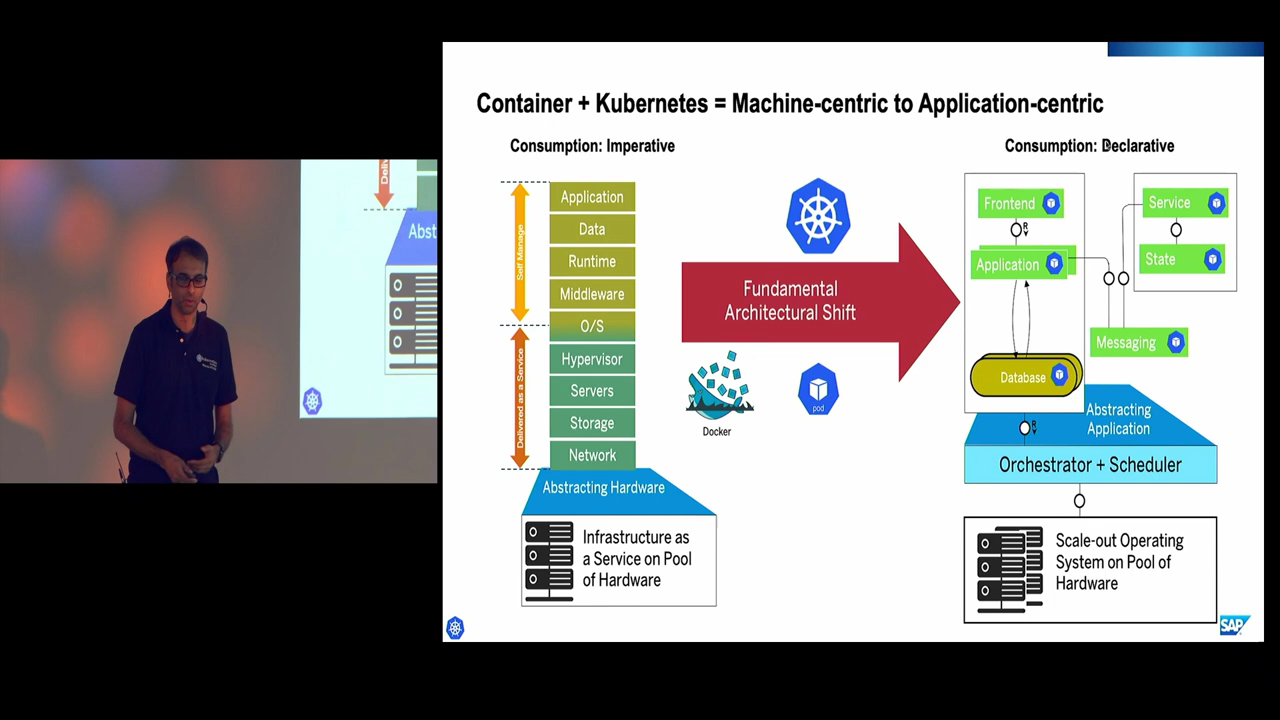 Container + Kubernetes = Machine-centric to Application-centric
Consumption: Imperative
Consumption: Declarative
Self Manage
Delivered as a Service
Application
Data
Runtime
Middleware
O/S
Hypervisor
Servers
Storage
Network
Abstracting Hardware
Infrastructure as
a Service on Pool
of Hardware
Fundamental
Architectural Shift
Docker
pod
Frontend
R
Application
Database
Service
State
Messaging
R
Abstracting
Application
Orchestrator + Scheduler
Scale-out Operating
System on Pool of
Hardware
SAP
Deli
Abst